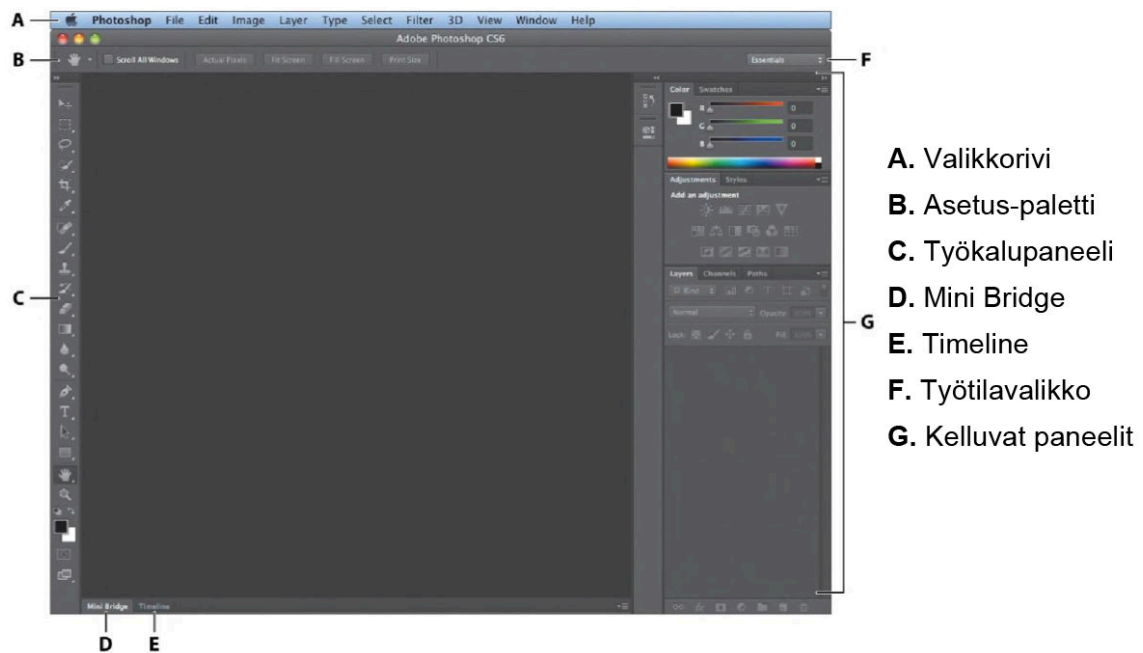 A Photoshop File Edit Image Layer Type Select Filter 3D View Window Help
Adobe Photoshop CS6
B Scroll All Windows Actual Pixels Fit Screen Fill Screen Print Size Essentials F
Color Swatches
R 0
G 0
B 0
Adjustments Styles
Add an adjustment
Layers Channels Paths
Kind
Normal Opacity:
Lock: Fill:
C
G
Mini Bridge Timeline
D E
A. Valikkorivi
B. Asetus-paletti
C. Työkalupaneeli
D. Mini Bridge
E. Timeline
F. Työtilavalikko
G. Kelluvat paneelit